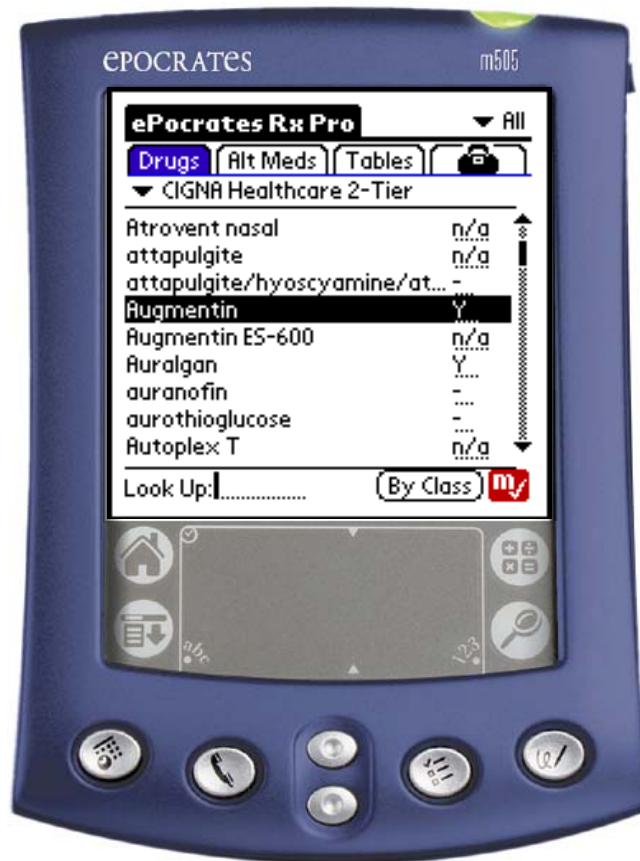 ePOCRATeS m505
ePocrates Rx Pro All
Drugs Alt Meds Tables
CIGNA Healthcare 2-Tier
Atrovent nasal n/a
attapulgite n/a
attapulgite/hyoscyamine/at... -
Augmentin Y
Augmentin ES-600 n/a
Auralgan Y
auranofin -
aurothioglucose -
Autoplex T n/a
Look Up: By Class m
abc 123